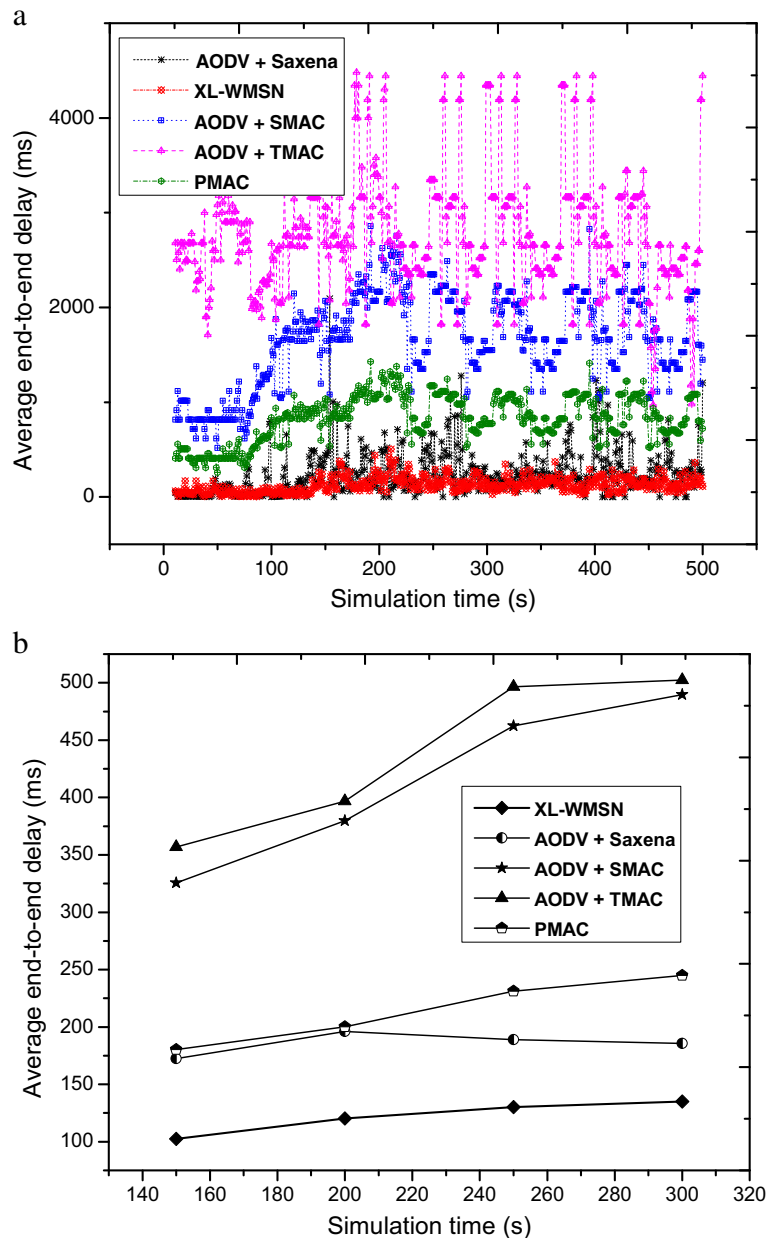 a
AODV + Saxena
XL-WMSN
AODV + SMAC
AODV + TMAC
PMAC
4000
2000
0
Average end-to-end delay (ms)
0 100 200 300 400 500
Simulation time (s)
b
500
450
400
350
300
250
200
150
100
Average end-to-end delay (ms)
XL-WMSN
AODV + Saxena
AODV + SMAC
AODV + TMAC
PMAC
140 160 180 200 220 240 260 280 300 320
Simulation time (s)